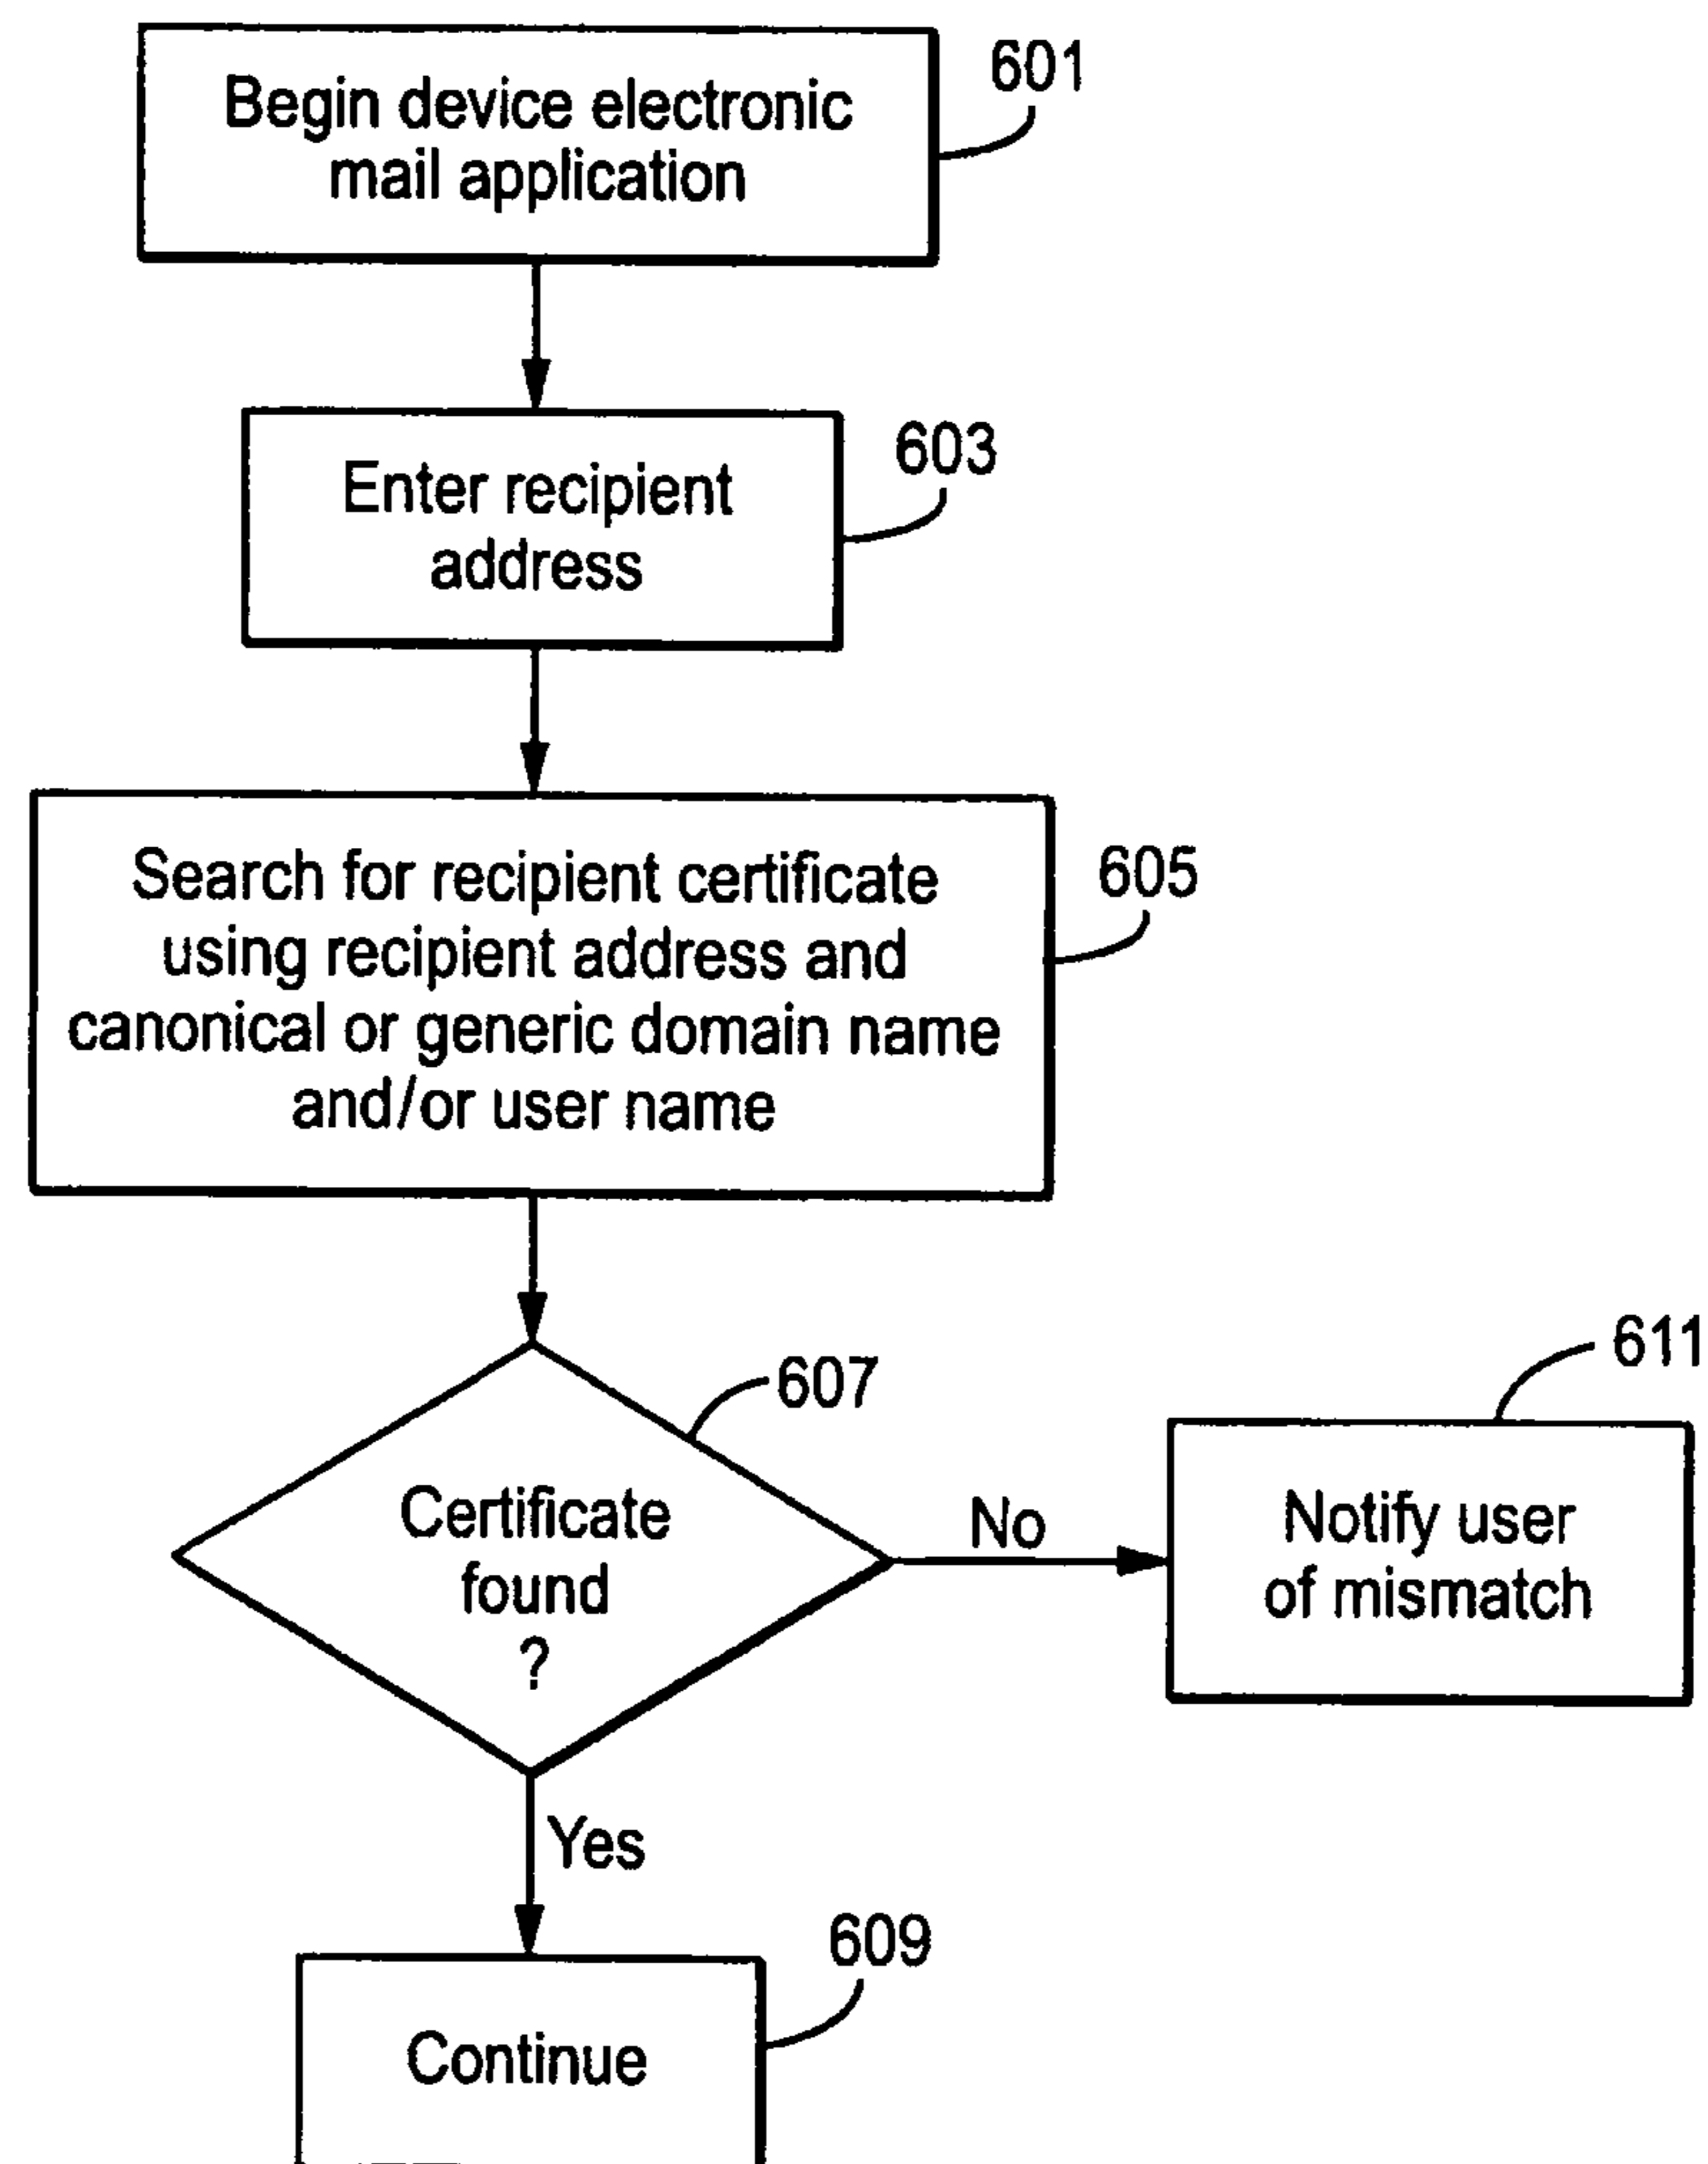 Begin device electronic
mail application
601
Enter recipient
address
603
Search for recipient certificate
using recipient address and
canonical or generic domain name
and/or user name
605
607
Certificate
found
?
No
611
Notify user
of mismatch
Yes
609
Continue